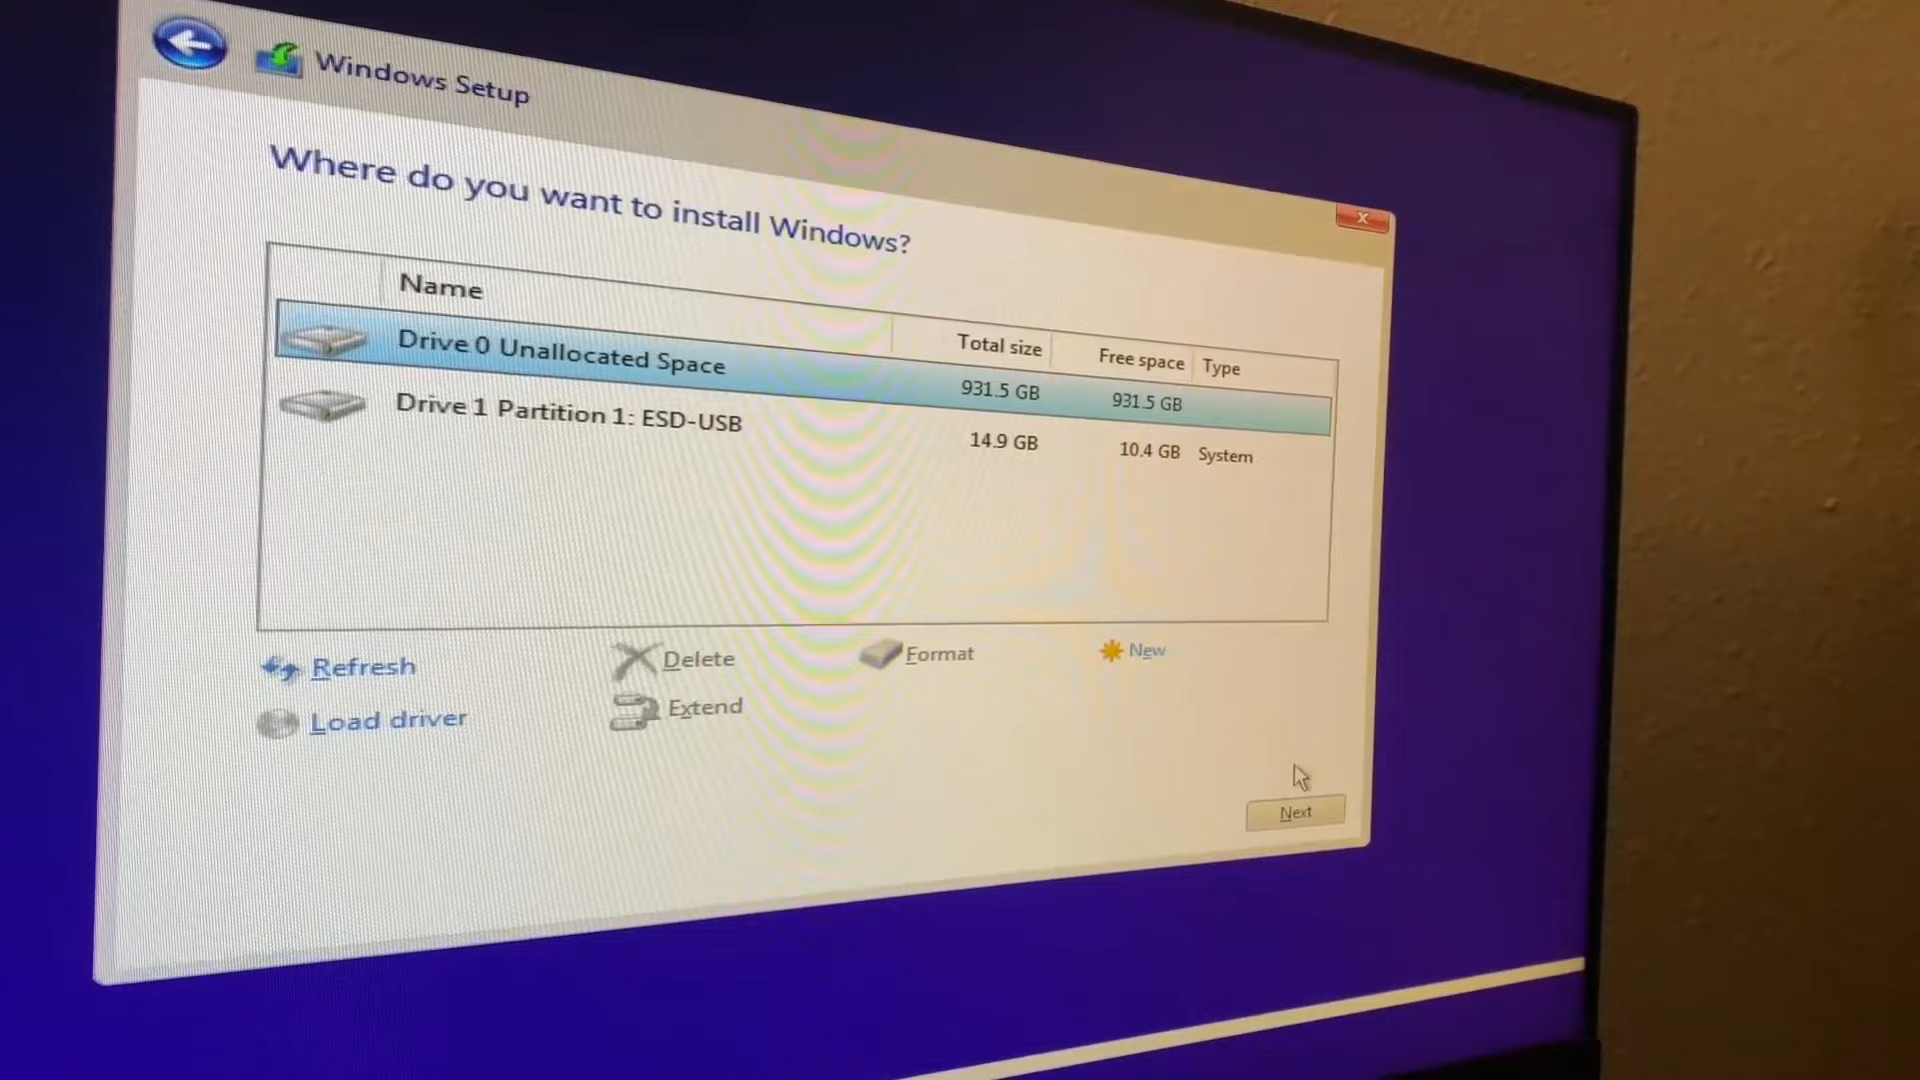 Windows Setup
Where do you want to install Windows?
Name Total size Free space Type
Drive 0 Unallocated Space 931.5 GB 931.5 GB
Drive 1 Partition 1: ESD-USB 14.9 GB 10.4 GB System
Refresh Delete Format New
Load driver Extend
Next